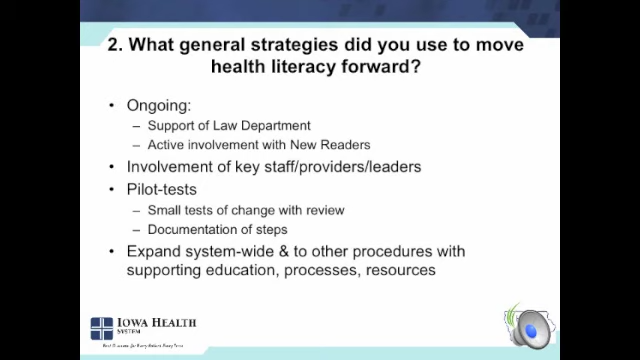 2. What general strategies did you use to move
health literacy forward?
• Ongoing:
– Support of Law Department
– Active involvement with New Readers
• Involvement of key staff/providers/leaders
• Pilot-tests
– Small tests of change with review
– Documentation of steps
• Expand system-wide & to other procedures with
supporting education, processes, resources
IOWA HEALTH
SYSTEM